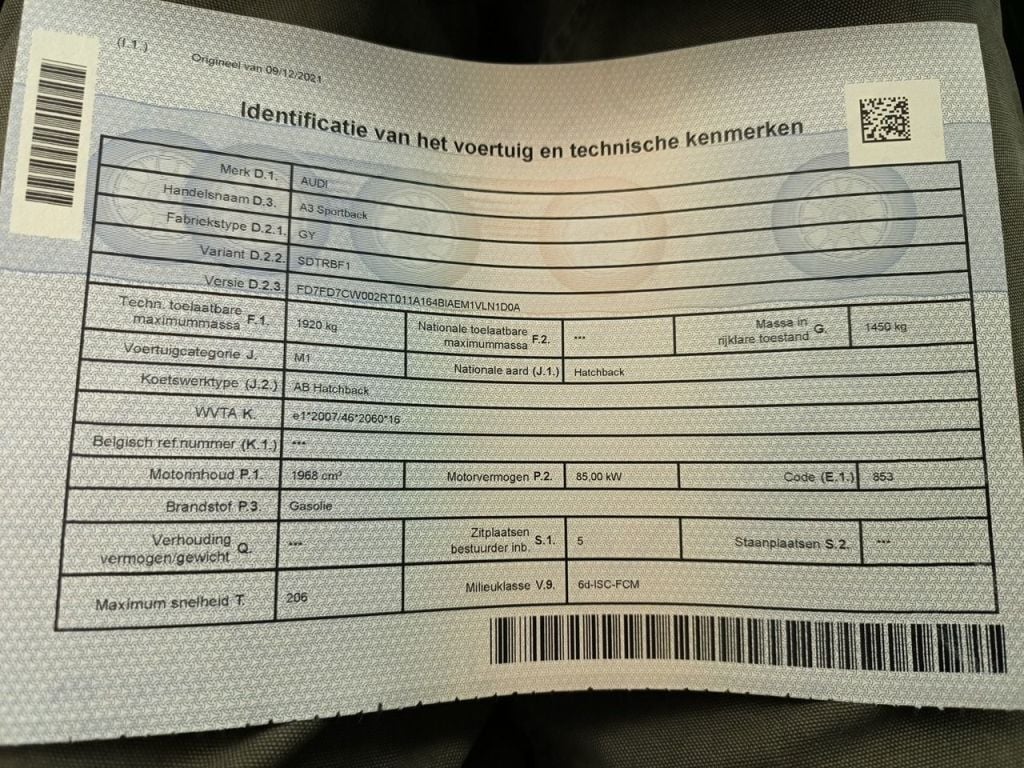 (I.1.)
Origineel van 09/12/2021
Identificatie van het voertuig en technische kenmerken
Merk D.1. AUDI
Handelsnaam D.3. A3 Sportback
Fabriekstype D.2.1. GY
Variant D.2.2. SDTRBF1
Versie D.2.3. FD7FD7CW002RT011A164BIAEM1VLN1D0A
Techn. toelaatbare maximummassa F.1. 1920 kg
Nationale toelaatbare maximummassa F.2. ---
Massa in rijklare toestand G. 1450 kg
Voertuigcategorie J. M1
Nationale aard (J.1.) Hatchback
Koetswerktype (J.2.) AB Hatchback
WVTA K. e1*2007/46*2060*16
Belgisch ref.nummer (K.1.) ---
Motorinhoud P.1. 1968 cm³
Motorvermogen P.2. 85,00 kW
Code (E.1.) 853
Brandstof P.3. Gasolie
Verhouding vermogen/gewicht Q. ---
Zitplaatsen bestuurder inb. S.1. 5
Staanplaatsen S.2. ---
Maximum snelheid T. 206
Milieuklasse V.9. 6d-ISC-FCM